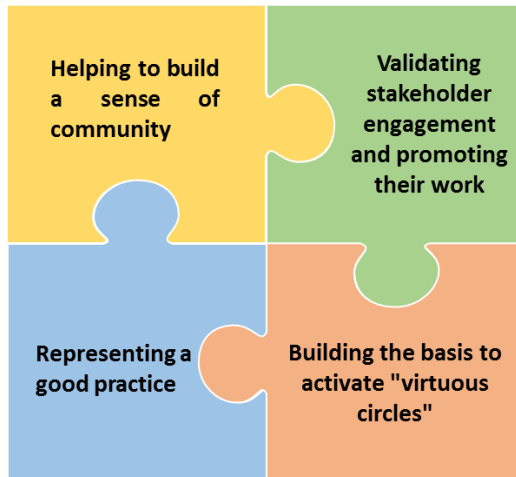 Helping to build
a sense of
community
Validating
stakeholder
engagement
and promoting
their work
Representing a
good practice
Building the basis to
activate "virtuous
circles"